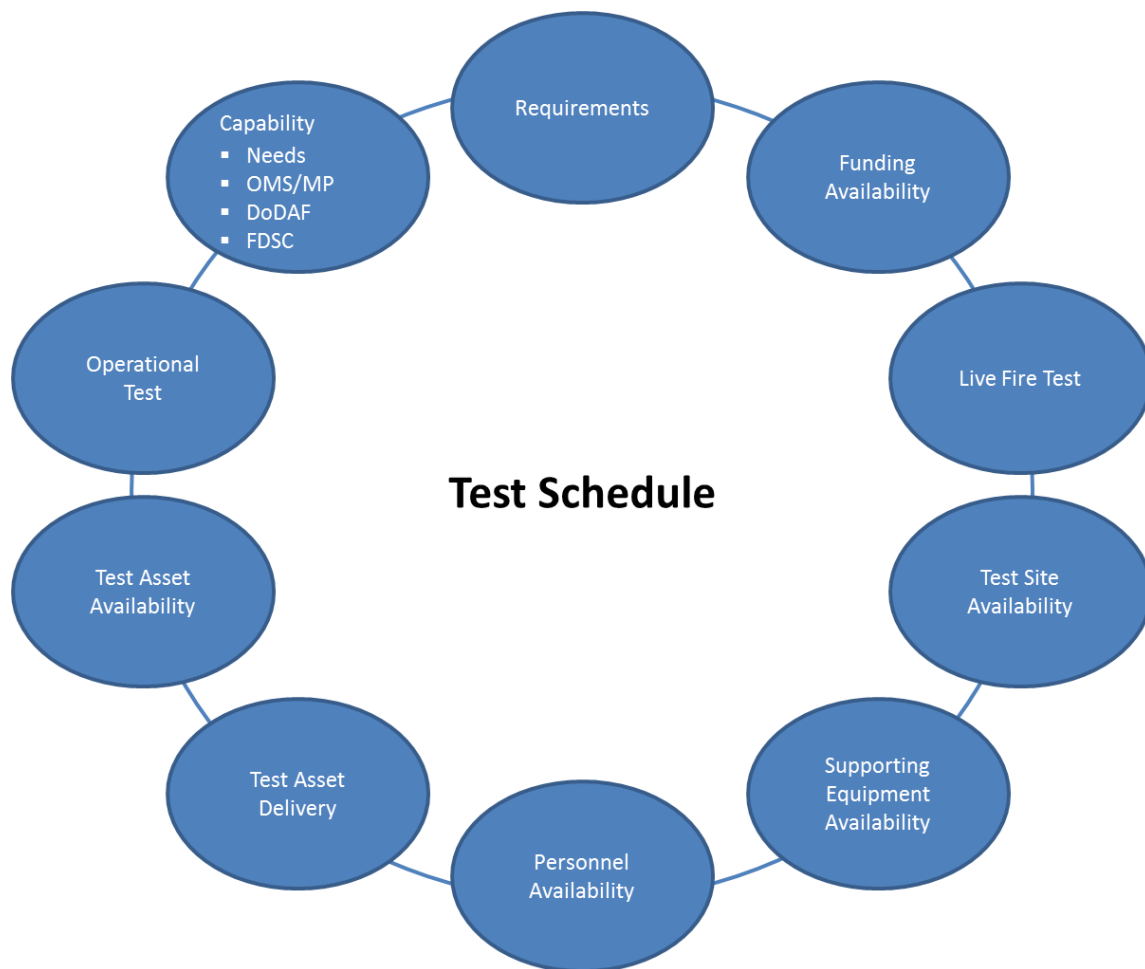 Requirements
Capability
▪ Needs
▪ OMS/MP
▪ DoDAF
▪ FDSC
Funding
Availability
Operational
Test
Live Fire Test
Test Schedule
Test Asset
Availability
Test Site
Availability
Test Asset
Delivery
Supporting
Equipment
Availability
Personnel
Availability